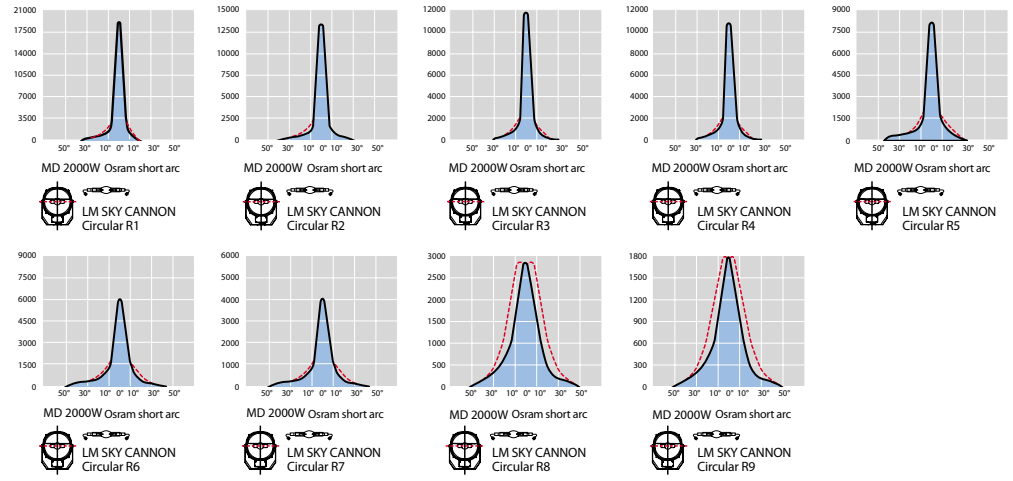 21000
17500
14000
10500
7000
3500
0
50° 30° 10° 0° 10° 30° 50°
MD 2000W Osram short arc
LM SKY CANNON
Circular R1
15000
12500
10000
7500
5000
2500
0
50° 30° 10° 0° 10° 30° 50°
MD 2000W Osram short arc
LM SKY CANNON
Circular R2
12000
10000
8000
6000
4000
2000
0
50° 30° 10° 0° 10° 30° 50°
MD 2000W Osram short arc
LM SKY CANNON
Circular R3
12000
10000
8000
6000
4000
2000
0
50° 30° 10° 0° 10° 30° 50°
MD 2000W Osram short arc
LM SKY CANNON
Circular R4
9000
7500
6000
4500
3000
1500
0
50° 30° 10° 0° 10° 30° 50°
MD 2000W Osram short arc
LM SKY CANNON
Circular R5
9000
7500
6000
4500
3000
1500
0
50° 30° 10° 0° 10° 30° 50°
MD 2000W Osram short arc
LM SKY CANNON
Circular R6
6000
5000
4000
3000
2000
1000
0
50° 30° 10° 0° 10° 30° 50°
MD 2000W Osram short arc
LM SKY CANNON
Circular R7
3000
2500
2000
1500
1000
500
0
50° 30° 10° 0° 10° 30° 50°
MD 2000W Osram short arc
LM SKY CANNON
Circular R8
1800
1500
1200
900
600
300
0
50° 30° 10° 0° 10° 30° 50°
MD 2000W Osram short arc
LM SKY CANNON
Circular R9